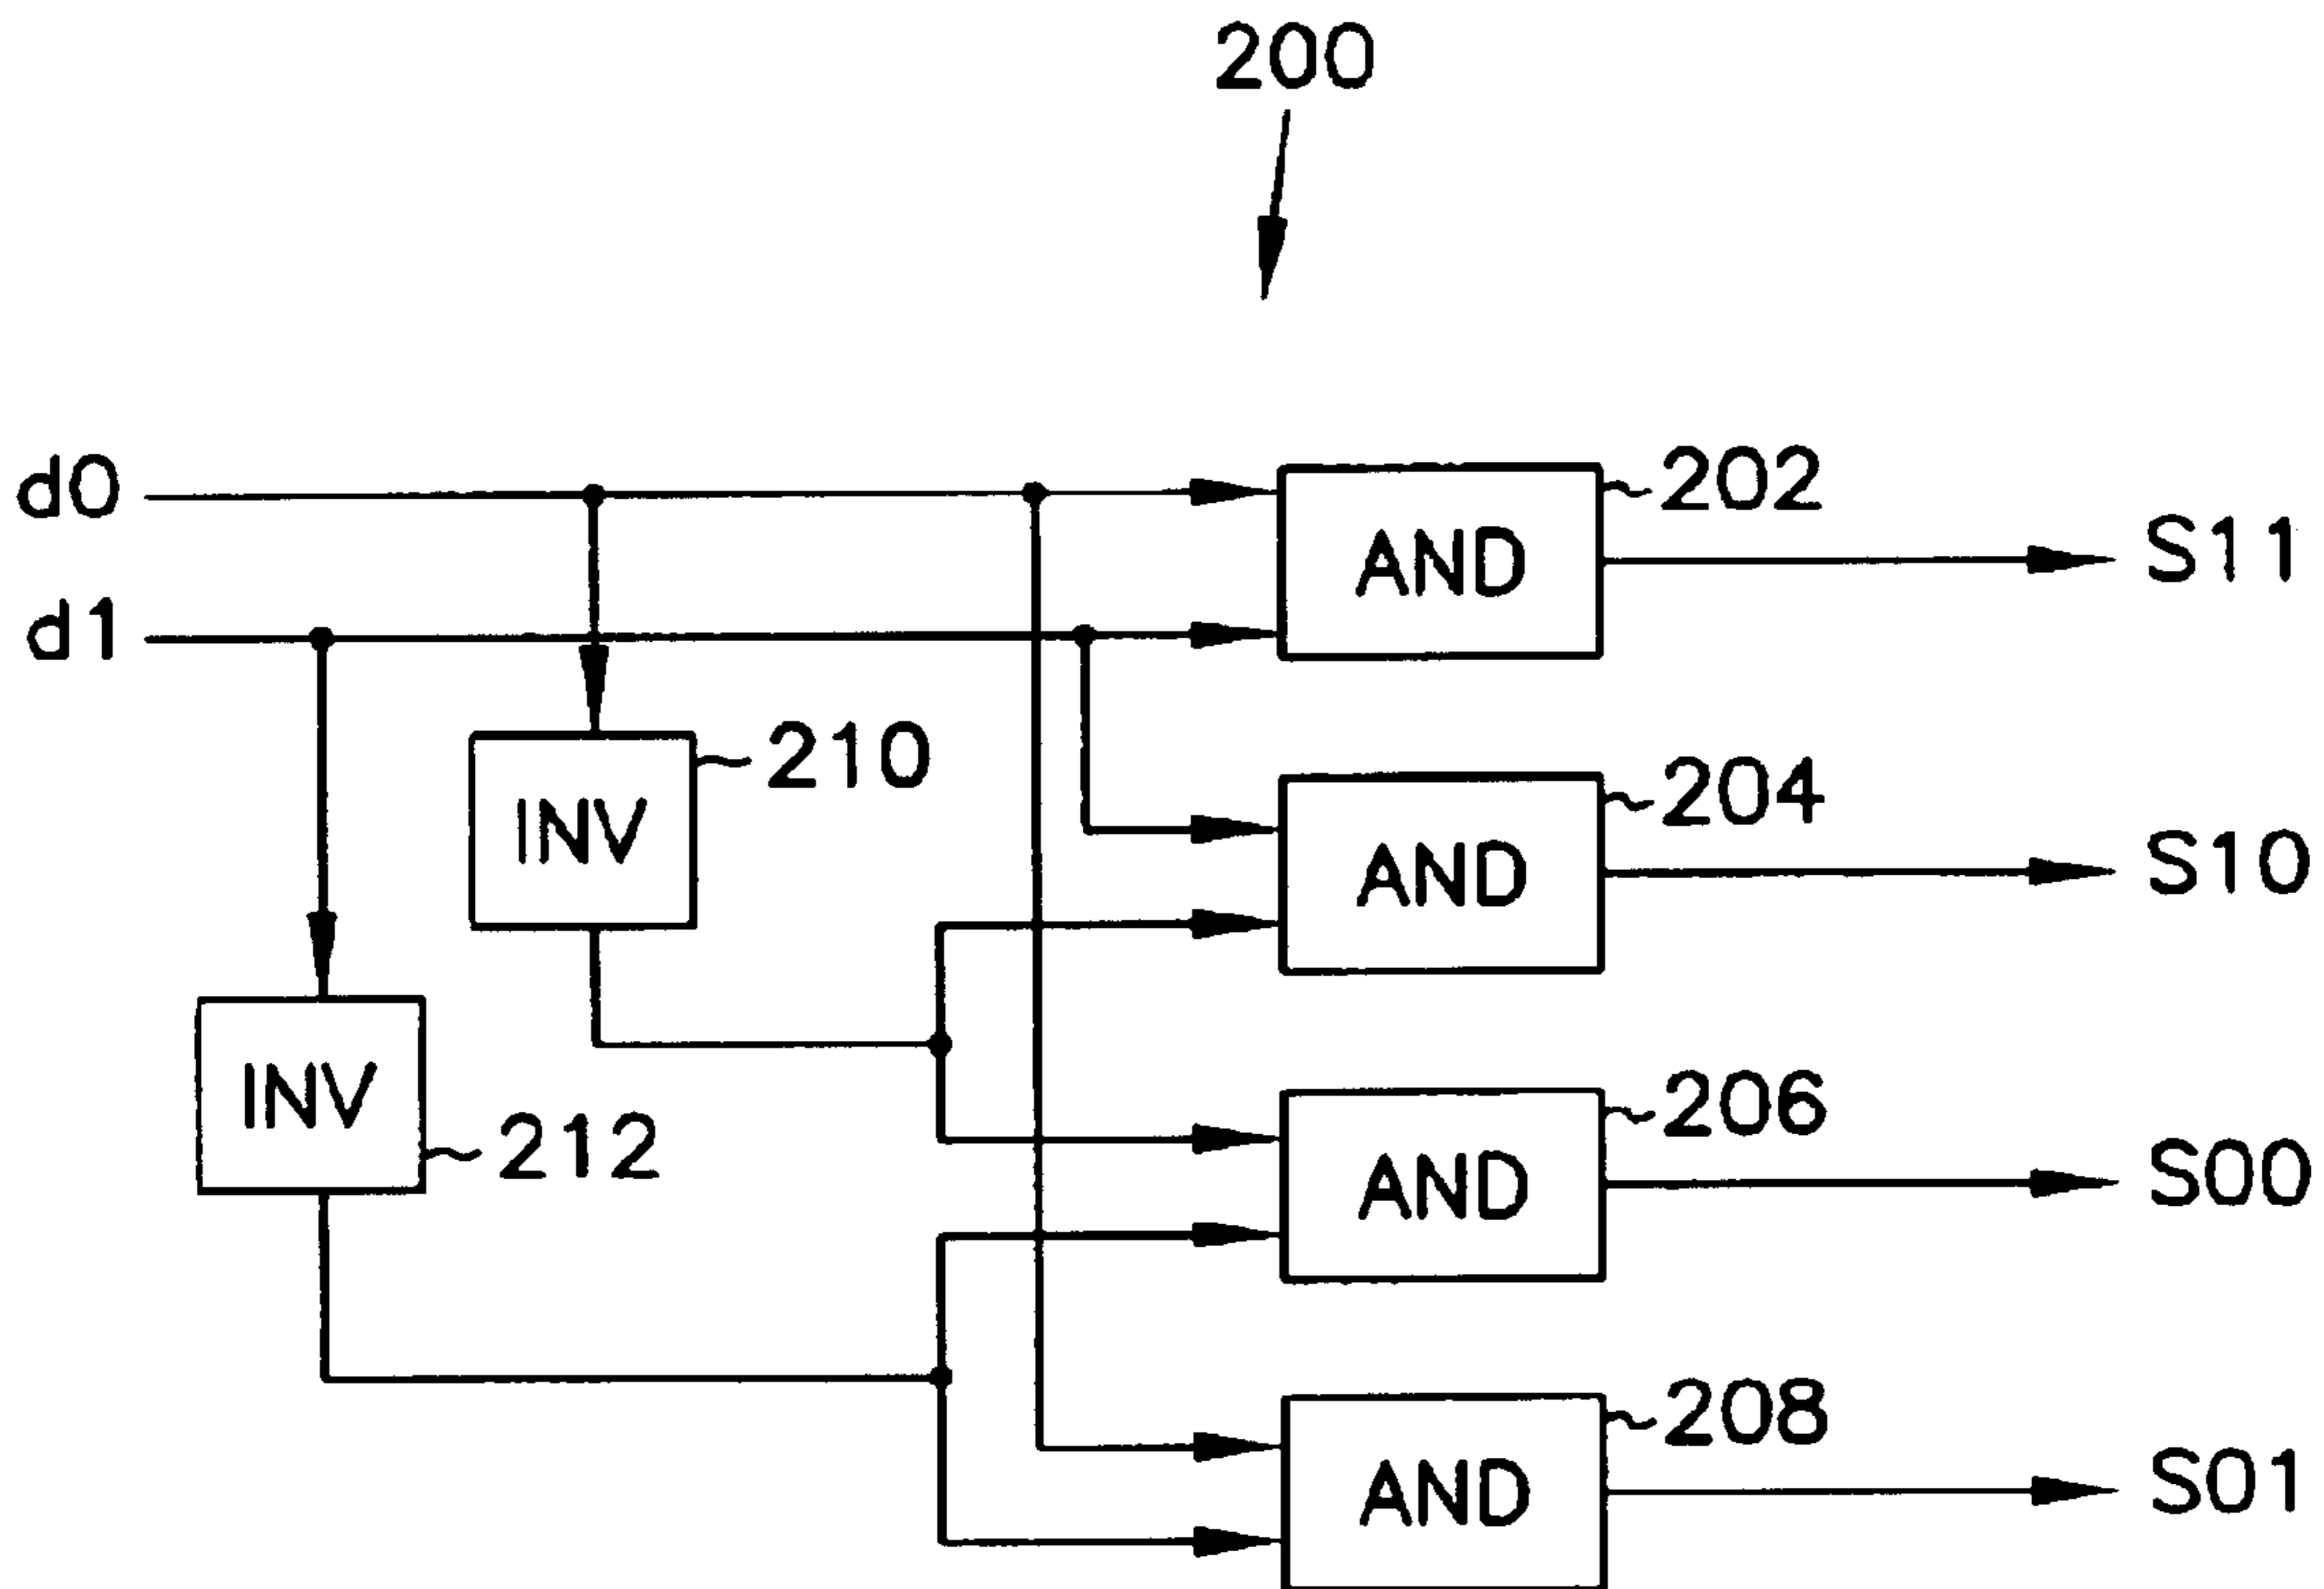 200
d0
202
AND
S11
d1
210
204
INV
AND
S10
206
INV
212
AND
S00
208
AND
S01